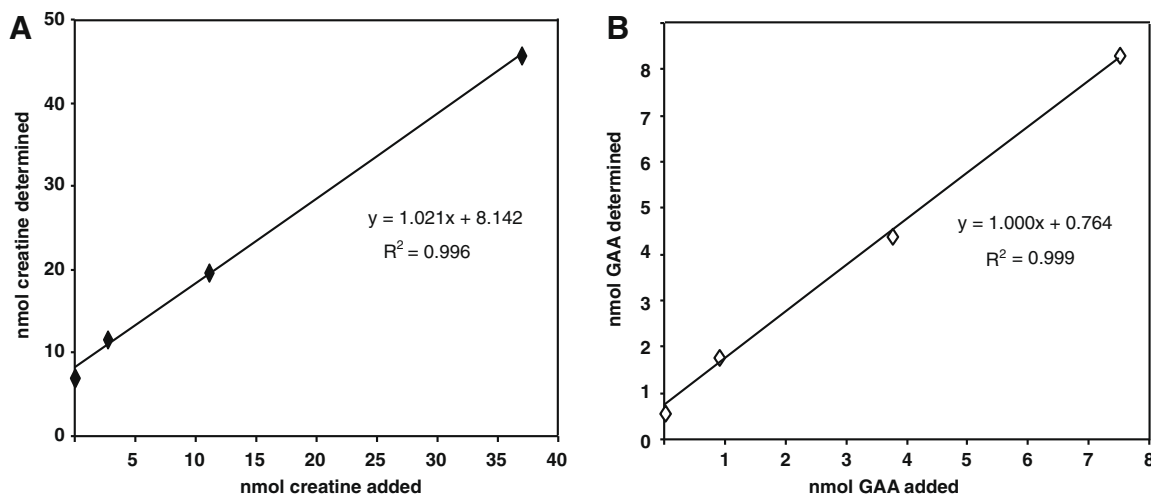 A
50
40
30
20
10
0
nmol creatine determined
y = 1.021x + 8.142
R² = 0.996
5 10 15 20 25 30 35 40
nmol creatine added
B
8
7
6
5
4
3
2
1
0
nmol GAA determined
y = 1.000x + 0.764
R² = 0.999
1 2 3 4 5 6 7 8
nmol GAA added